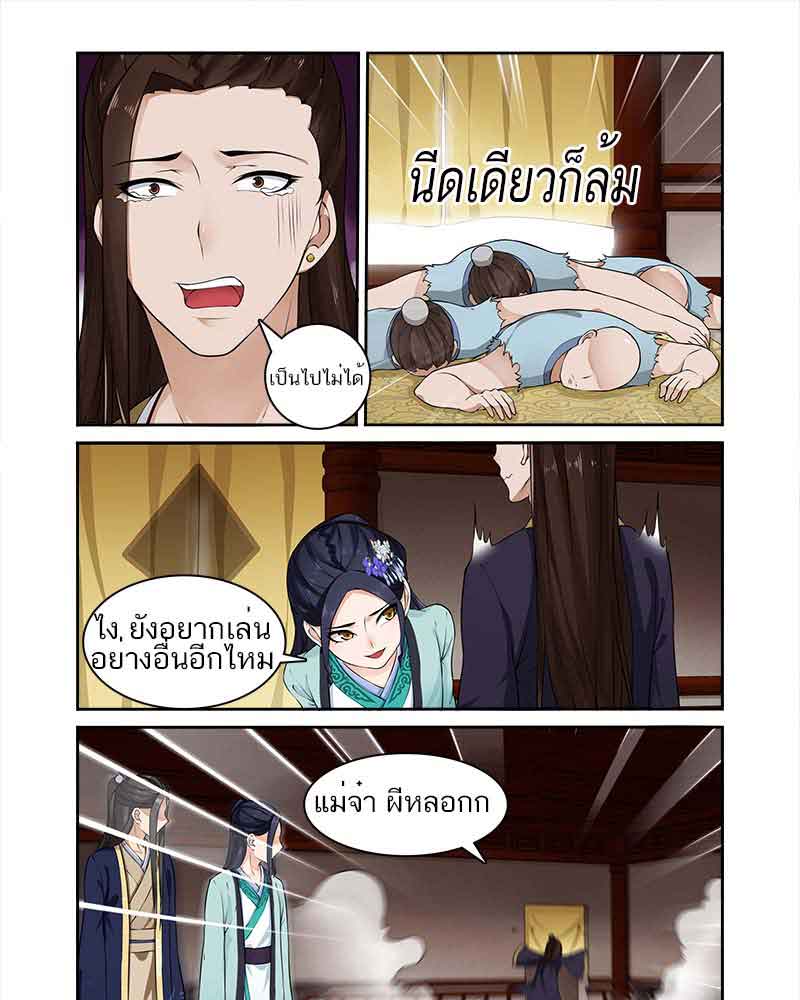 เป็นไปไม่ได้
นีดเดียวก็ล้ม
ไง, ยังอยากเล่น
อยางอื่นอีกไหม
แม่จ๋า ผีหลอกก